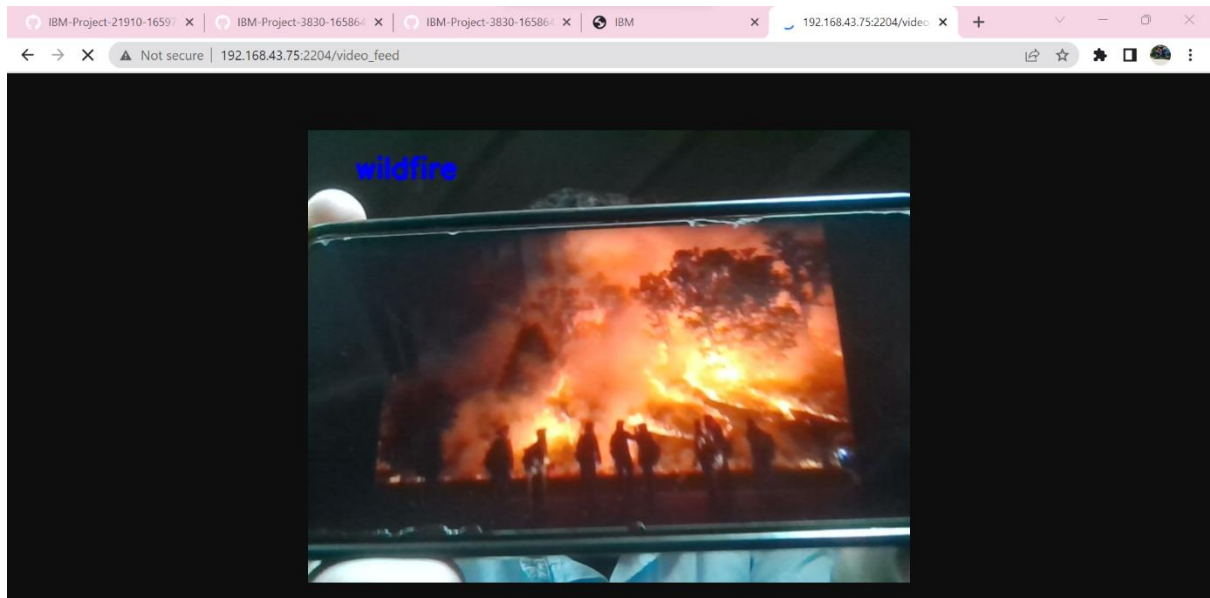 IBM-Project-21910-16597
IBM-Project-3830-165864
IBM-Project-3830-165864
IBM
192.168.43.75:2204/video
Not secure
192.168.43.75:2204/video_feed
wildfire